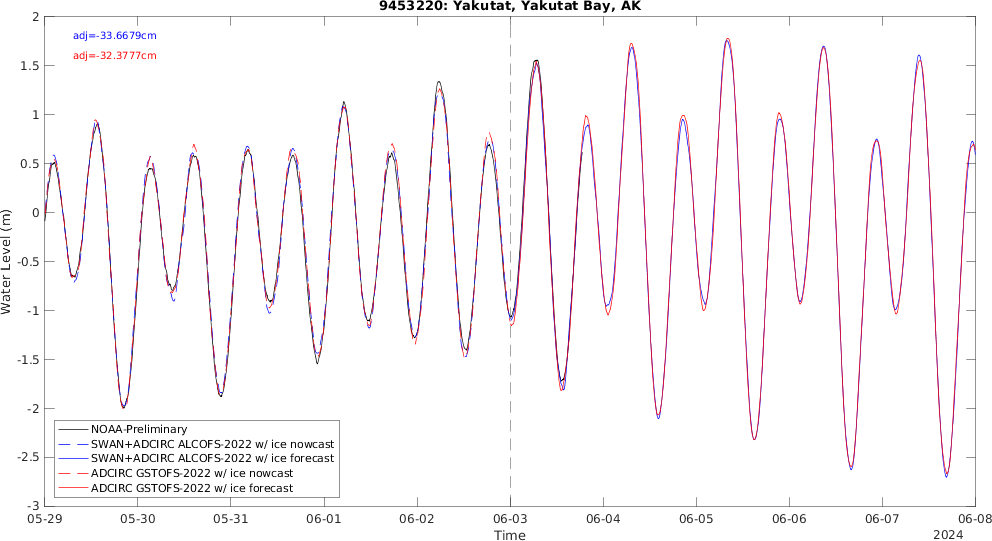 9453220: Yakutat, Yakutat Bay, AK
adj=-33.6679cm
adj=-32.3777cm
2
1.5
1
0.5
0
-0.5
-1
-1.5
-2
-2.5
-3
Water Level (m)
NOAA-Preliminary
SWAN+ADCIRC ALCOFS-2022 w/ ice nowcast
SWAN+ADCIRC ALCOFS-2022 w/ ice forecast
ADCIRC GSTOFS-2022 w/ ice nowcast
ADCIRC GSTOFS-2022 w/ ice forecast
05-29 05-30 05-31 06-01 06-02 06-03 06-04 06-05 06-06 06-07 06-08
Time
2024